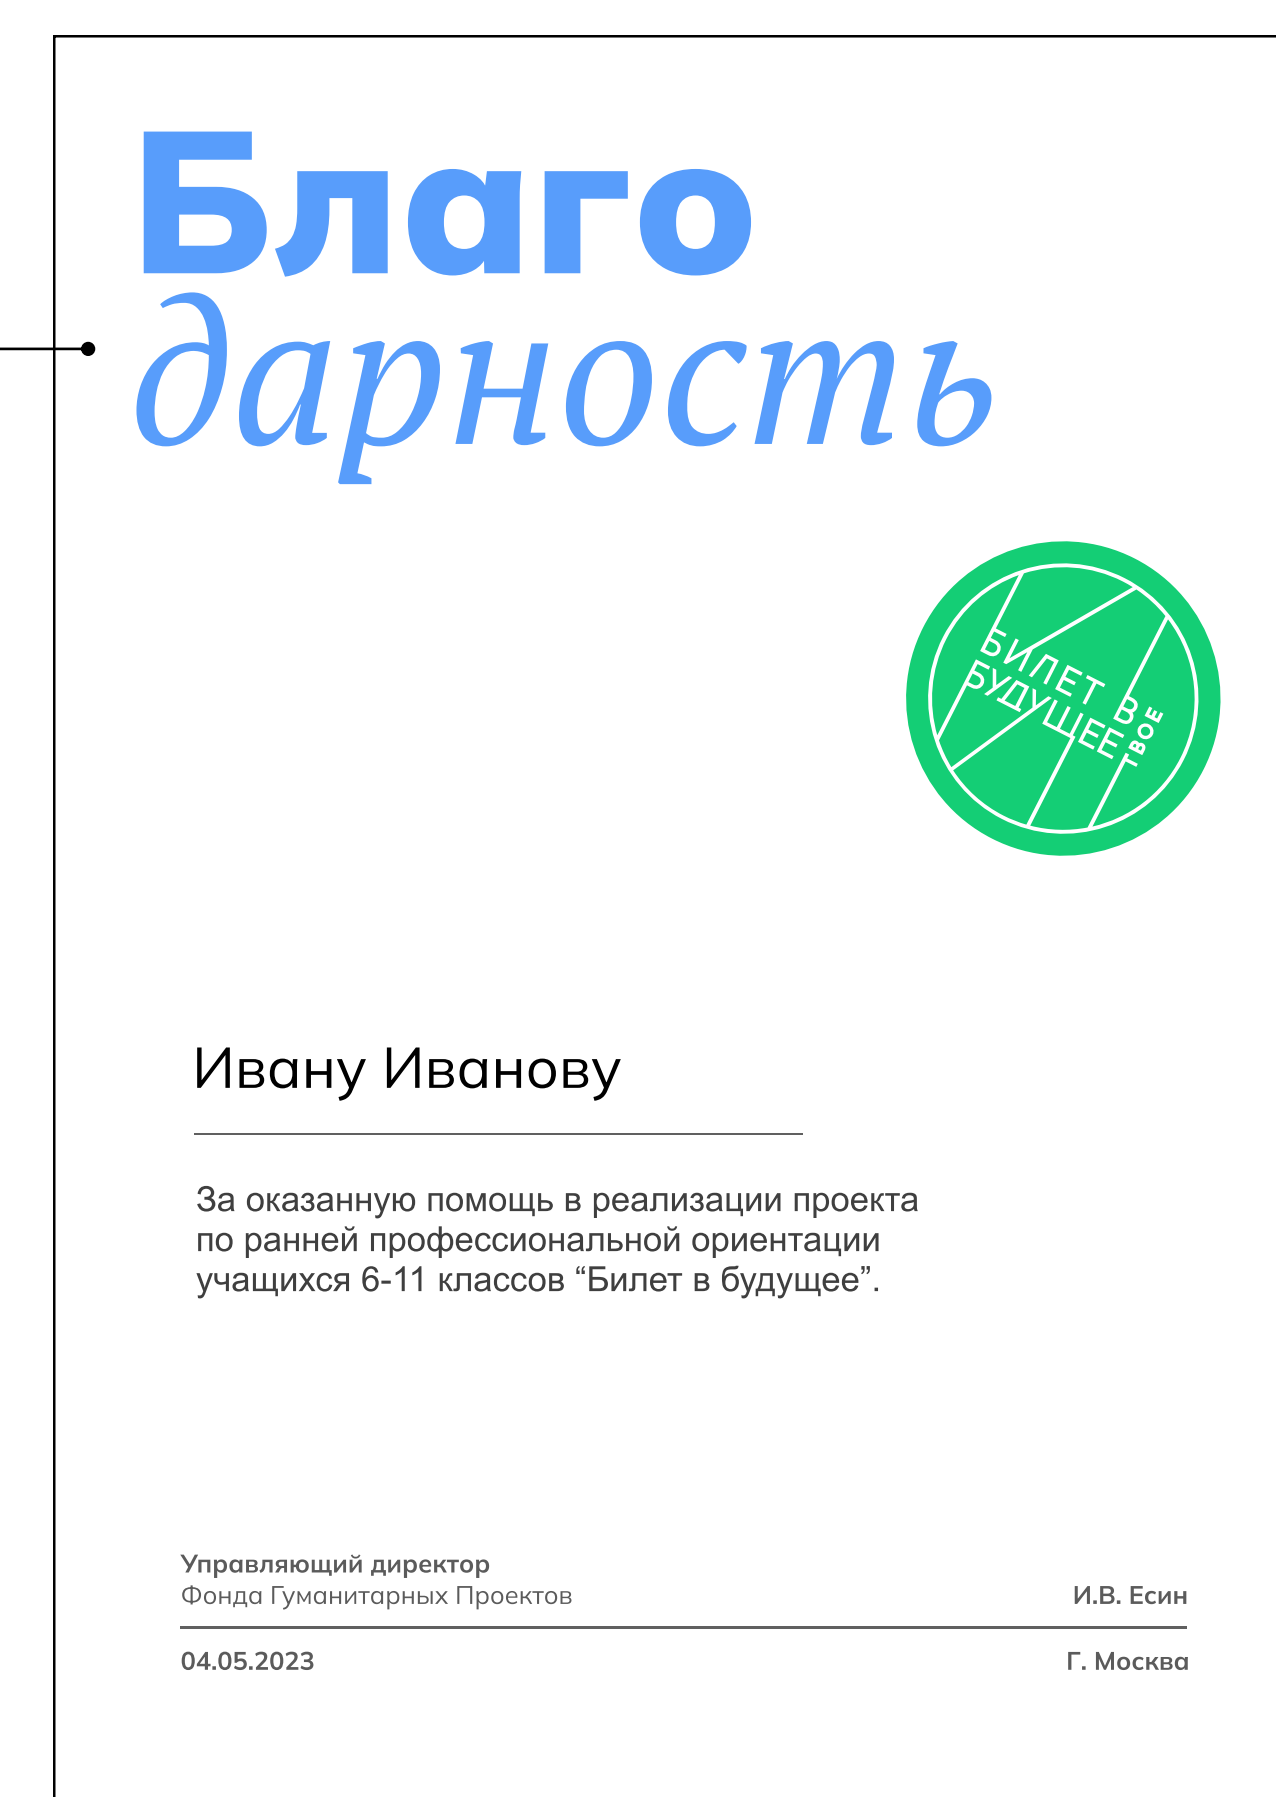 Благо
дарность
БИЛЕТ В
БУДУЩЕЕ
ТВОЕ
Ивану Иванову
За оказанную помощь в реализации проекта
по ранней профессиональной ориентации
учащихся 6-11 классов “Билет в будущее”.
Управляющий директор
Фонда Гуманитарных Проектов
И.В. Есин
04.05.2023
Г. Москва